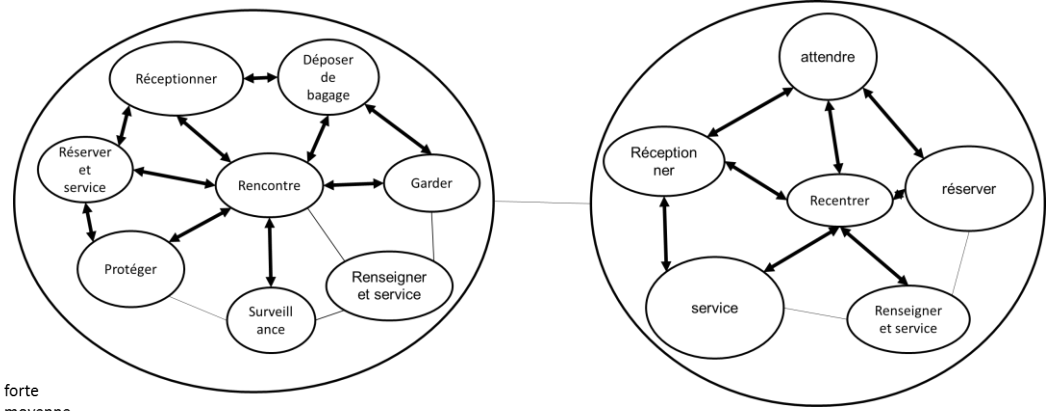 Réceptionner
Déposer
de
bagage
Réserver
et
service
Rencontre
Garder
Protéger
Surveill
ance
Renseigner
et service
attendre
Réception
ner
Recentrer
réserver
service
Renseigner
et service
forte
moyenne